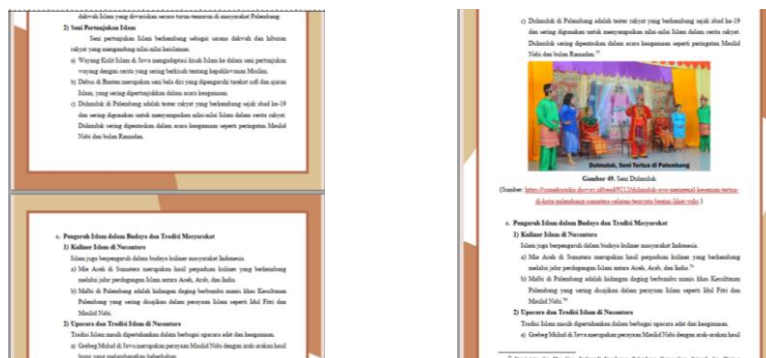 dakwah Islam yang diwariskan secara turun-temurun di masyarakat Palembang.
2) Seni Pertunjukan Islam
Seni pertunjukan Islam berkembang sebagai sarana dakwah dan hiburan
rakyat yang mengandung nilai-nilai keislaman.
a) Wayang Kulit Islam di Jawa mengadaptasi kisah Islam ke dalam seni pertunjukan
wayang dengan cerita yang sering berkisah tentang kepahlawanan Muslim.
b) Debus di Banten merupakan seni bela diri yang dipengaruhi tarekat sufi dan ajaran
Islam, yang sering dipertunjukkan dalam acara keagamaan.
c) Dulmuluk di Palembang adalah teater rakyat yang berkembang sejak abad ke-19
dan sering digunakan untuk menyampaikan nilai-nilai Islam dalam cerita rakyat.
Dulmuluk sering dipentaskan dalam acara keagamaan seperti peringatan Maulid
Nabi dan bulan Ramadan.
c. Pengaruh Islam dalam Budaya dan Tradisi Masyarakat
1) Kuliner Islam di Nusantara
Islam juga berpengaruh dalam budaya kuliner masyarakat Indonesia.
a) Mie Aceh di Sumatera merupakan hasil perpaduan kuliner yang berkembang
melalui jalur perdagangan Islam antara Aceh, Arab, dan India.
b) Malbi di Palembang adalah hidangan daging berbumbu manis khas Kesultanan
Palembang yang sering disajikan dalam perayaan Islam seperti Idul Fitri dan
Maulid Nabi.
2) Upacara dan Tradisi Islam di Nusantara
Tradisi Islam masih dipertahankan dalam berbagai upacara adat dan keagamaan.
a) Grebeg Mulud di Jawa merupakan perayaan Maulid Nabi dengan arak-arakan hasil
bumi yang melambangkan keberkahan.
c) Dulmuluk di Palembang adalah teater rakyat yang berkembang sejak abad ke-19
dan sering digunakan untuk menyampaikan nilai-nilai Islam dalam cerita rakyat.
Dulmuluk sering dipentaskan dalam acara keagamaan seperti peringatan Maulid
Nabi dan bulan Ramadan.
Dulmuluk, Seni Tertua di Palembang
Gambar 49. Seni Dulmuluk
(Sumber:
c. Pengaruh Islam dalam Budaya dan Tradisi Masyarakat
1) Kuliner Islam di Nusantara
Islam juga berpengaruh dalam budaya kuliner masyarakat Indonesia.
a) Mie Aceh di Sumatera merupakan hasil perpaduan kuliner yang berkembang
melalui jalur perdagangan Islam antara Aceh, Arab, dan India.
b) Malbi di Palembang adalah hidangan daging berbumbu manis khas Kesultanan
Palembang yang sering disajikan dalam perayaan Islam seperti Idul Fitri dan
Maulid Nabi.
2) Upacara dan Tradisi Islam di Nusantara
Tradisi Islam masih dipertahankan dalam berbagai upacara adat dan keagamaan.
a) Grebeg Mulud di Jawa merupakan perayaan Maulid Nabi dengan arak-arakan hasil